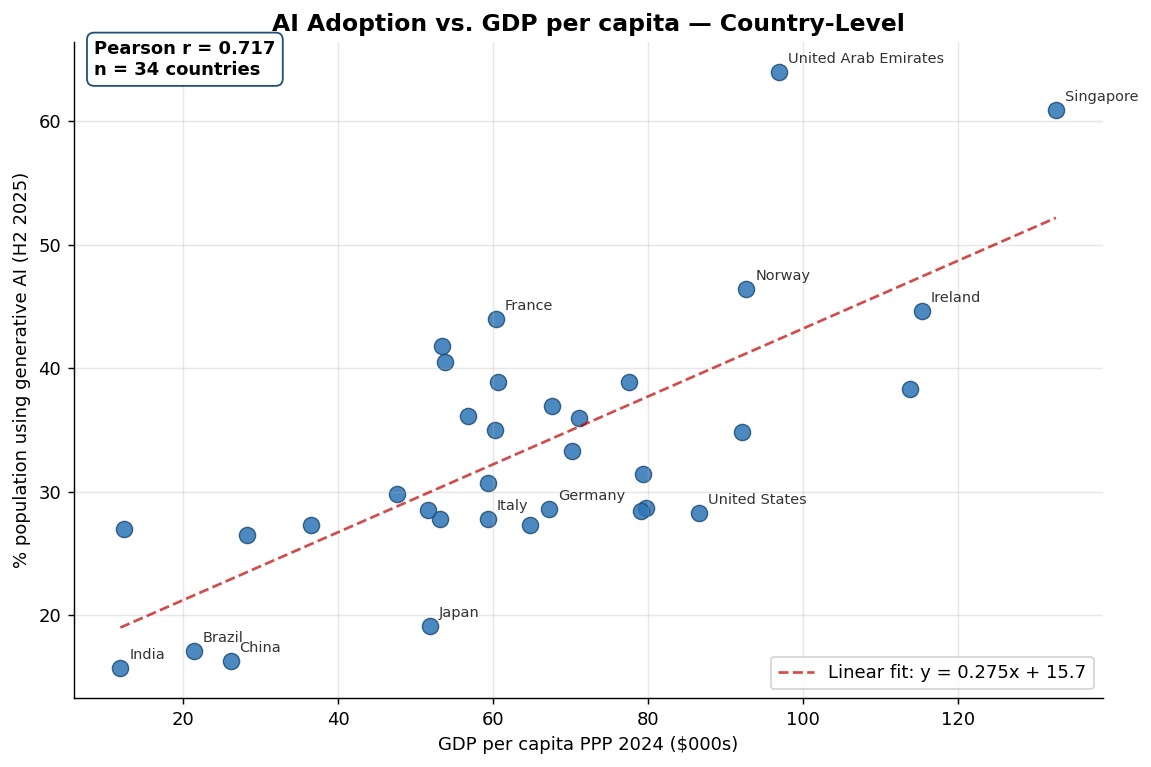 AI Adoption vs. GDP per capita — Country-Level
Pearson r = 0.717
n = 34 countries
United Arab Emirates
Singapore
Norway
Ireland
France
Germany
Italy
United States
Japan
Brazil
China
India
60
50
40
30
20
% population using generative AI (H2 2025)
Linear fit: y = 0.275x + 15.7
20
40
60
80
100
120
GDP per capita PPP 2024 ($000s)